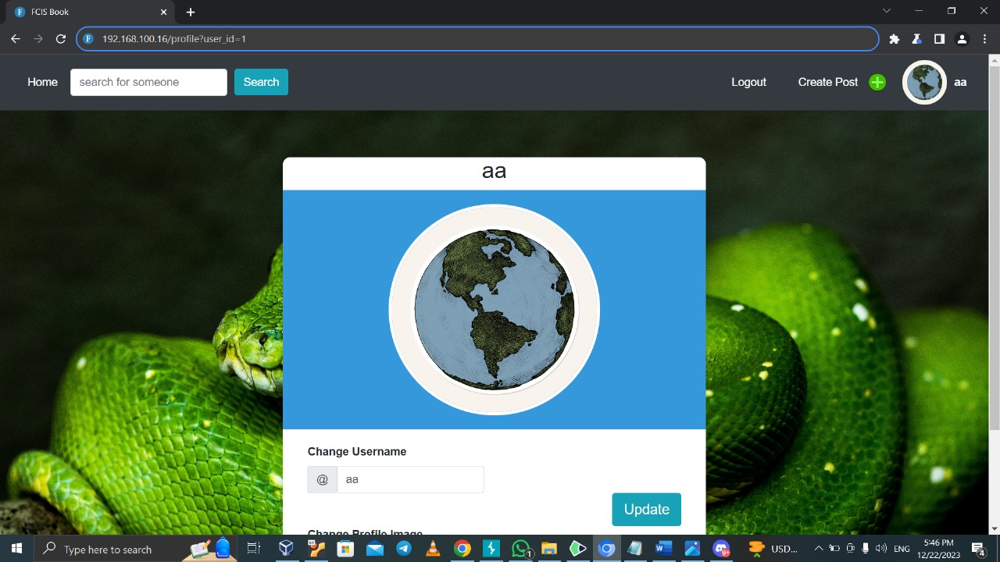 FCIS Book
192.168.100.16/profile?user_id=1
Home
search for someone
Search
Logout
Create Post
aa
aa
Change Username
@ aa
Update
Change Profile Image
Type here to search
1
9+
USD...
ENG
5:46 PM
12/22/2023
4